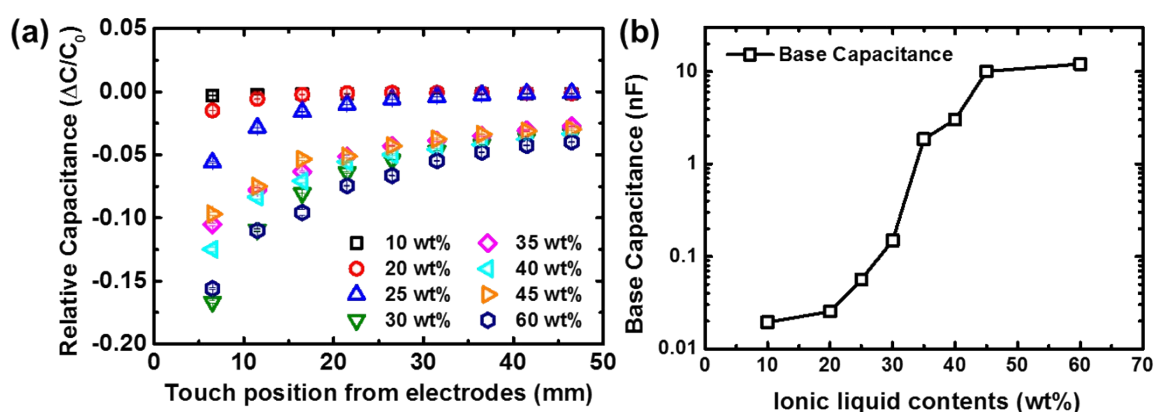 (a)
Relative Capacitance (ΔC/C₀)
0.05
0.00
-0.05
-0.10
-0.15
-0.20
10 wt%
20 wt%
25 wt%
30 wt%
35 wt%
40 wt%
45 wt%
60 wt%
0 10 20 30 40 50
Touch position from electrodes (mm)
(b)
Base Capacitance (nF)
10
1
0.1
0.01
Base Capacitance
0 10 20 30 40 50 60 70
Ionic liquid contents (wt%)